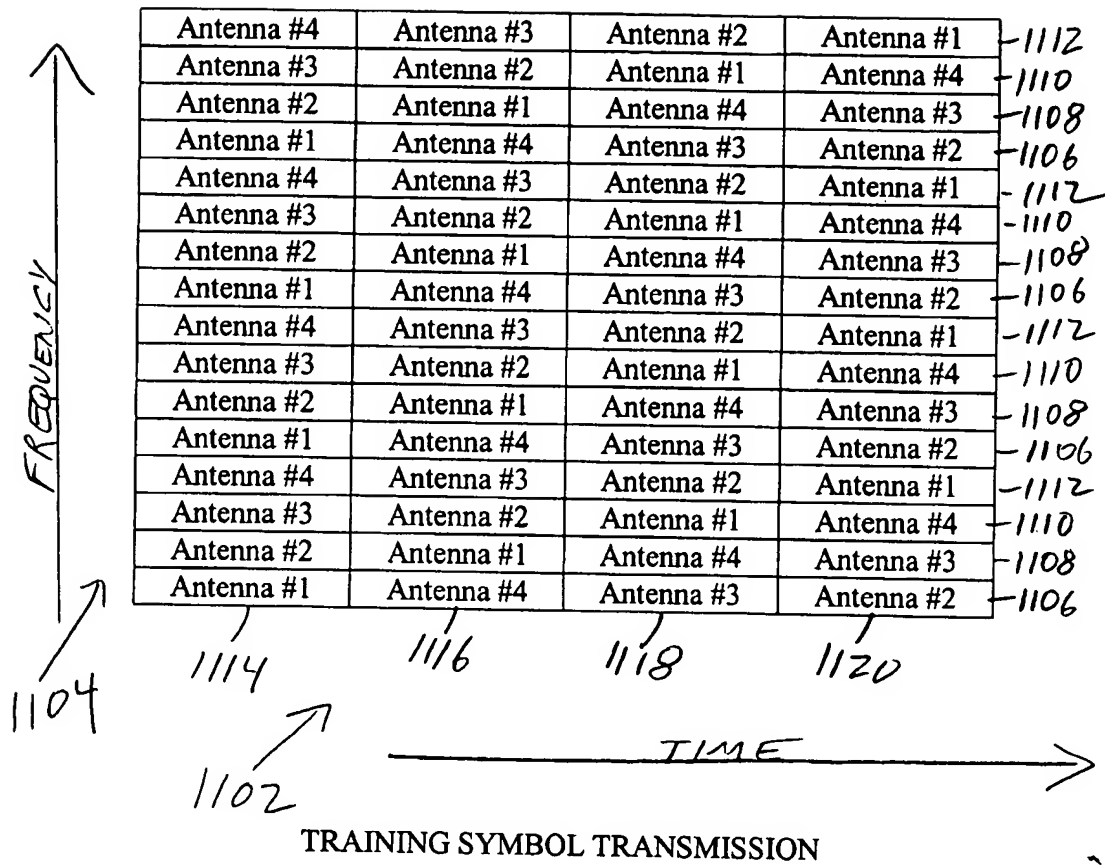 Antenna #4 Antenna #3 Antenna #2 Antenna #1 1112
Antenna #3 Antenna #2 Antenna #1 Antenna #4 1110
Antenna #2 Antenna #1 Antenna #4 Antenna #3 1108
Antenna #1 Antenna #4 Antenna #3 Antenna #2 1106
Antenna #4 Antenna #3 Antenna #2 Antenna #1 1112
Antenna #3 Antenna #2 Antenna #1 Antenna #4 1110
Antenna #2 Antenna #1 Antenna #4 Antenna #3 1108
Antenna #1 Antenna #4 Antenna #3 Antenna #2 1106
Antenna #4 Antenna #3 Antenna #2 Antenna #1 1112
Antenna #3 Antenna #2 Antenna #1 Antenna #4 1110
Antenna #2 Antenna #1 Antenna #4 Antenna #3 1108
Antenna #1 Antenna #4 Antenna #3 Antenna #2 1106
Antenna #4 Antenna #3 Antenna #2 Antenna #1 1112
Antenna #3 Antenna #2 Antenna #1 Antenna #4 1110
Antenna #2 Antenna #1 Antenna #4 Antenna #3 1108
Antenna #1 Antenna #4 Antenna #3 Antenna #2 1106
FREQUENCY
1114 1116 1118 1120
1104
1102
TIME
TRAINING SYMBOL TRANSMISSION